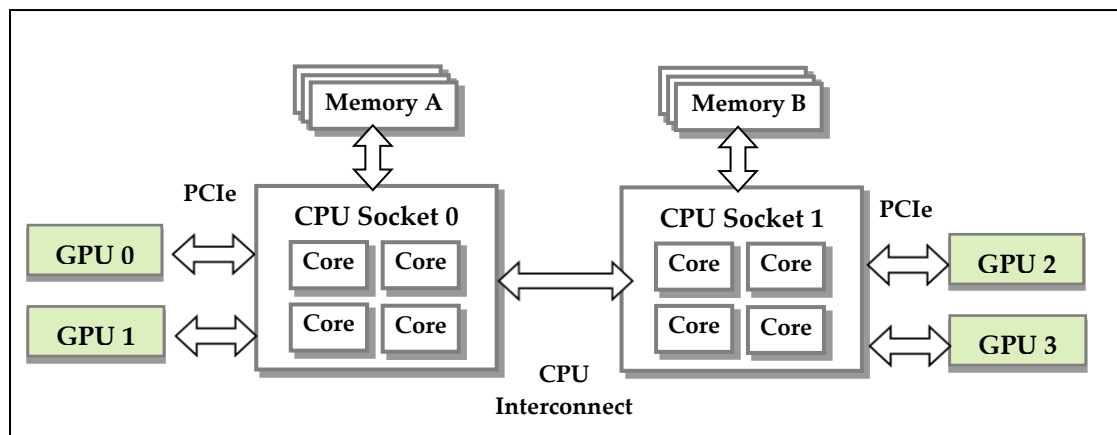 Memory A
Memory B
PCIe
CPU Socket 0
CPU Socket 1
PCIe
GPU 0
Core Core
Core Core
GPU 2
GPU 1
Core Core
Core Core
GPU 3
CPU
Interconnect